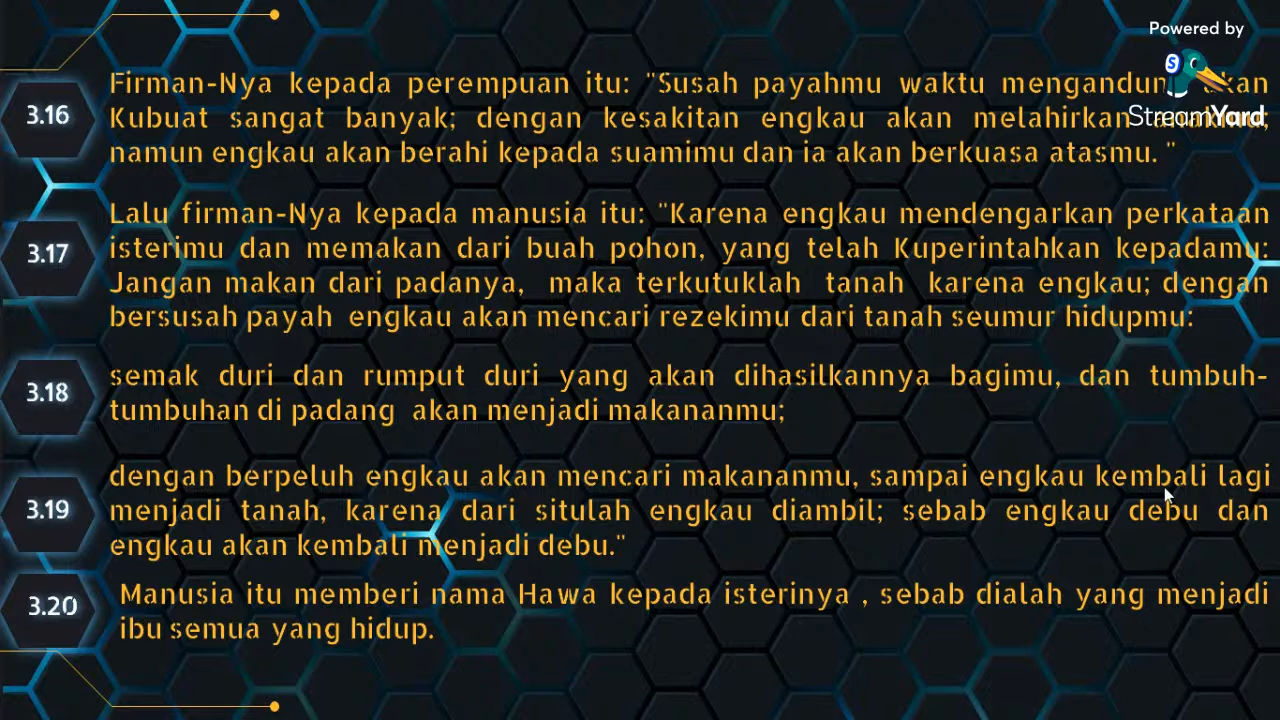 Powered by
StreamYard
3.16
Firman-Nya kepada perempuan itu: "Susah payahmu waktu mengandung akan
Kubuat sangat banyak; dengan kesakitan engkau akan melahirkan
namun engkau akan berahi kepada suamimu dan ia akan berkuasa atasmu. "
3.17
Lalu firman-Nya kepada manusia itu: "Karena engkau mendengarkan perkataan
isterimu dan memakan dari buah pohon, yang telah Kuperintahkan kepadamu:
Jangan makan dari padanya, maka terkutuklah tanah karena engkau; dengan
bersusah payah engkau akan mencari rezekimu dari tanah seumur hidupmu:
3.18
semak duri dan rumput duri yang akan dihasilkannya bagimu, dan tumbuh-
tumbuhan di padang akan menjadi makananmu;
3.19
dengan berpeluh engkau akan mencari makananmu, sampai engkau kembali lagi
menjadi tanah, karena dari situlah engkau diambil; sebab engkau debu dan
engkau akan kembali menjadi debu."
3.20
Manusia itu memberi nama Hawa kepada isterinya , sebab dialah yang menjadi
ibu semua yang hidup.